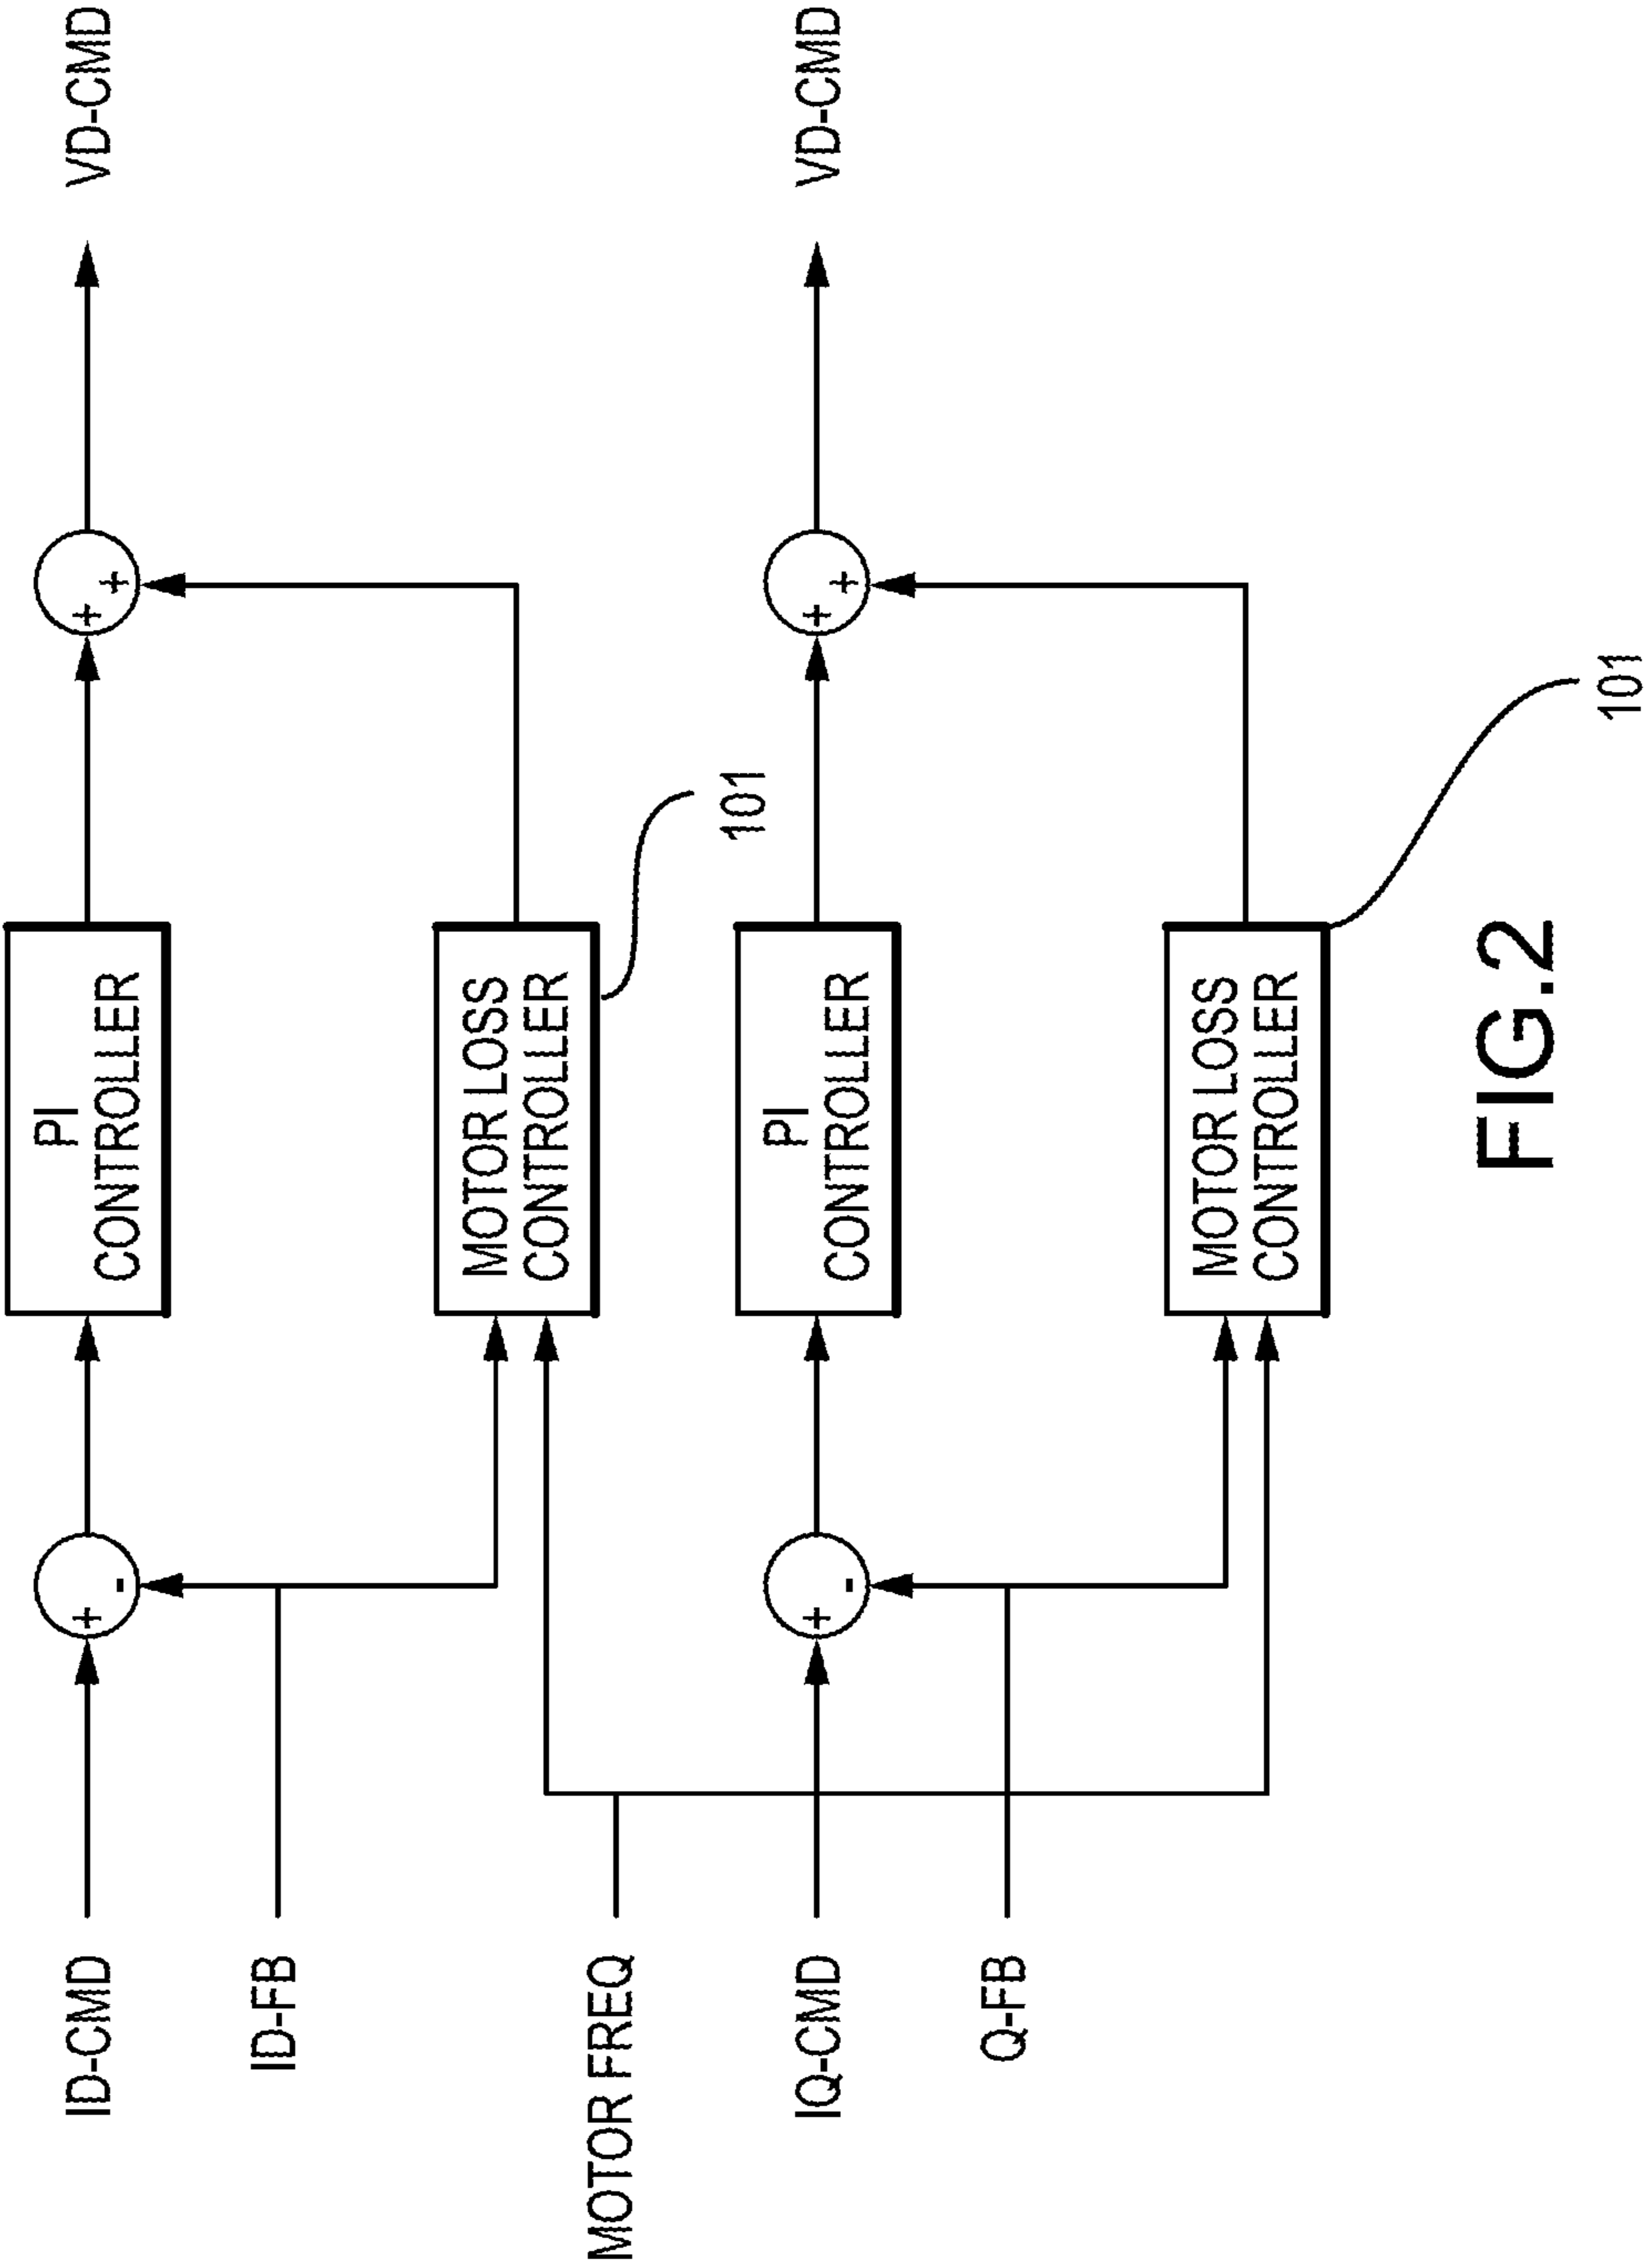 ID-CMD
+
-
PI
CONTROLLER
+
+
VD-CMD
ID-FB
MOTOR LOSS
CONTROLLER
101
MOTOR FREQ
IQ-CMD
+
-
PI
CONTROLLER
+
+
VD-CMD
Q-FB
MOTOR LOSS
CONTROLLER
101
FIG.2